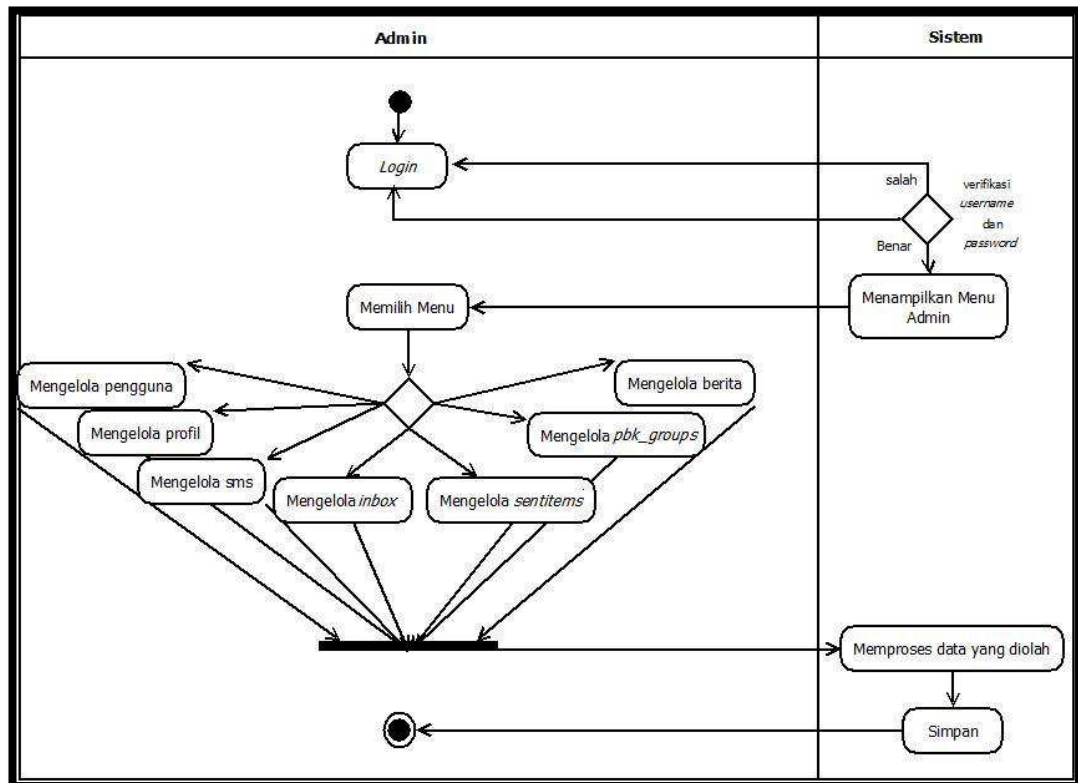 Admin
Sistem
Login
salah
verifikasi
username
dan
password
Benar
Memilih Menu
Menampilkan Menu
Admin
Mengelola pengguna
Mengelola berita
Mengelola profil
Mengelola pbk_groups
Mengelola sms
Mengelola inbox
Mengelola sentitems
Memproses data yang diolah
Simpan